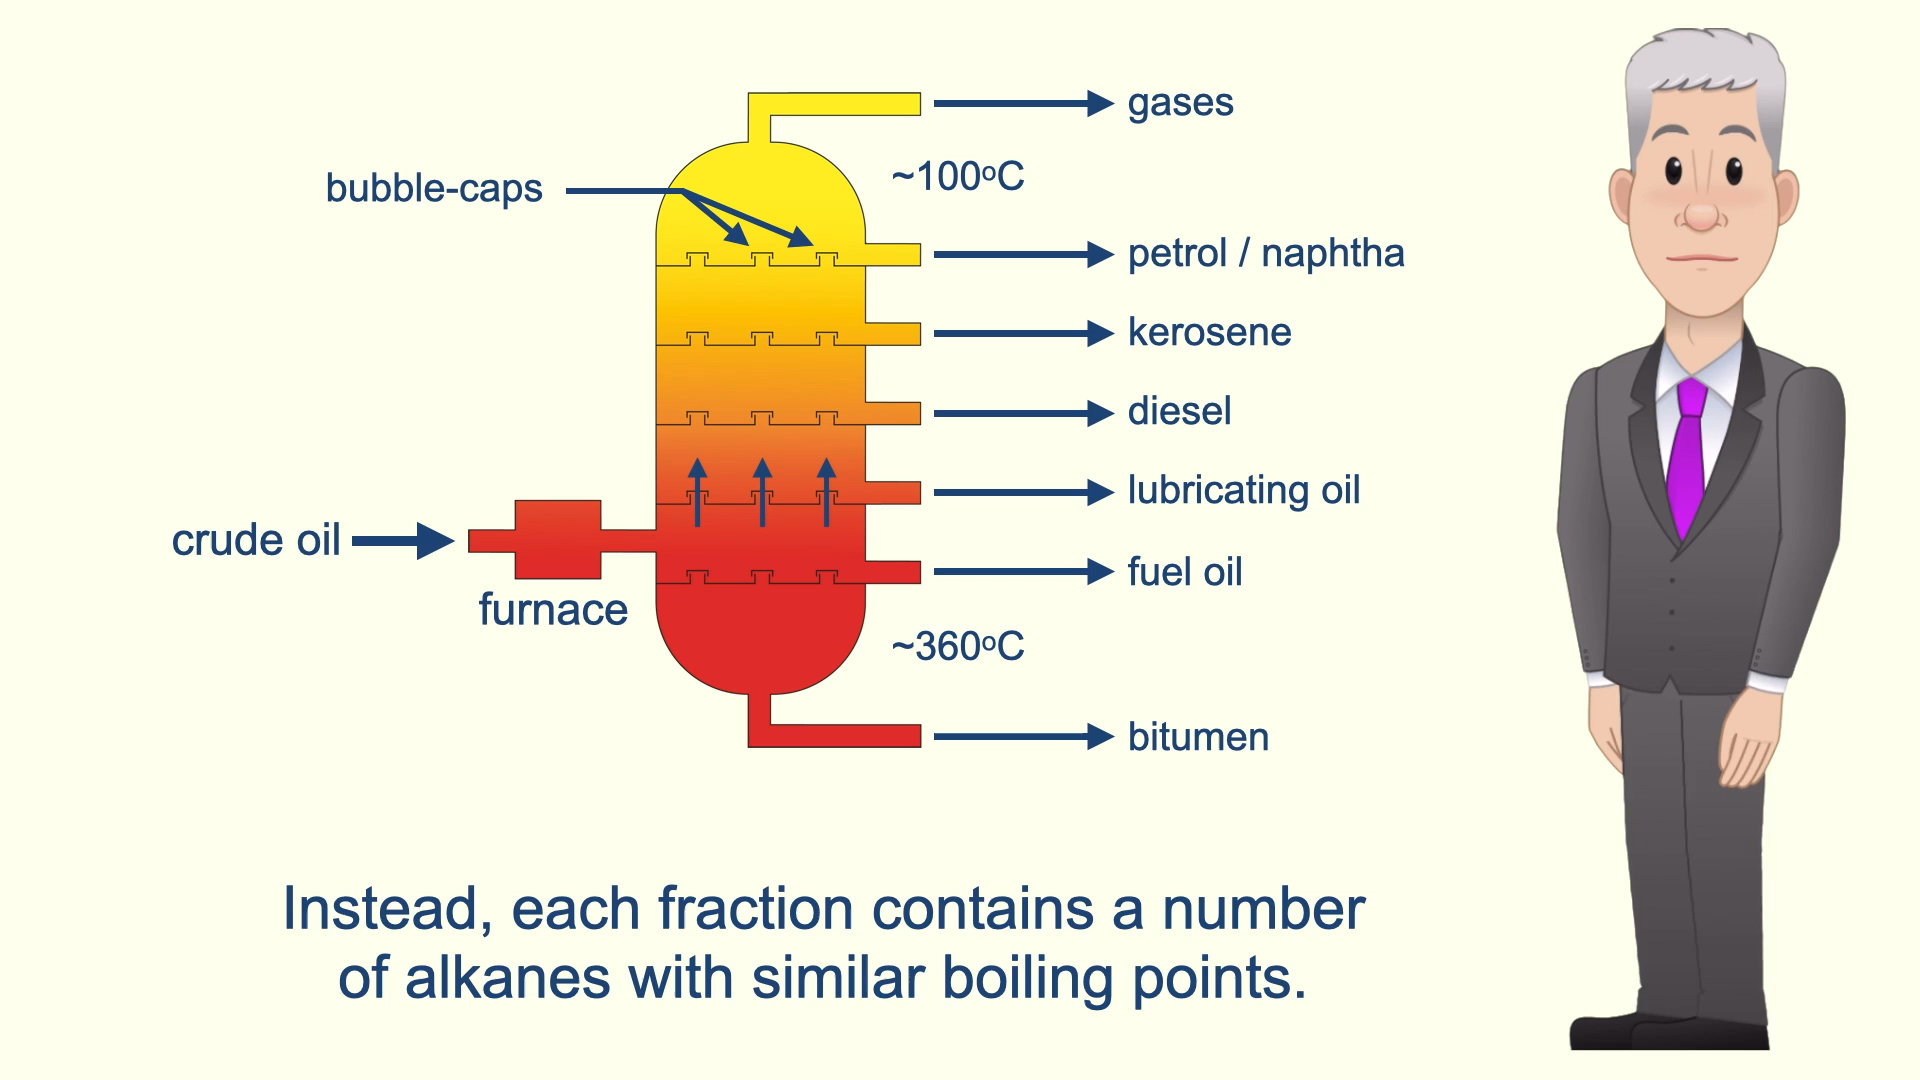 gases
~100ºC
bubble-caps
petrol / naphtha
kerosene
diesel
lubricating oil
crude oil
fuel oil
furnace
~360ºC
bitumen
Instead, each fraction contains a number
of alkanes with similar boiling points.